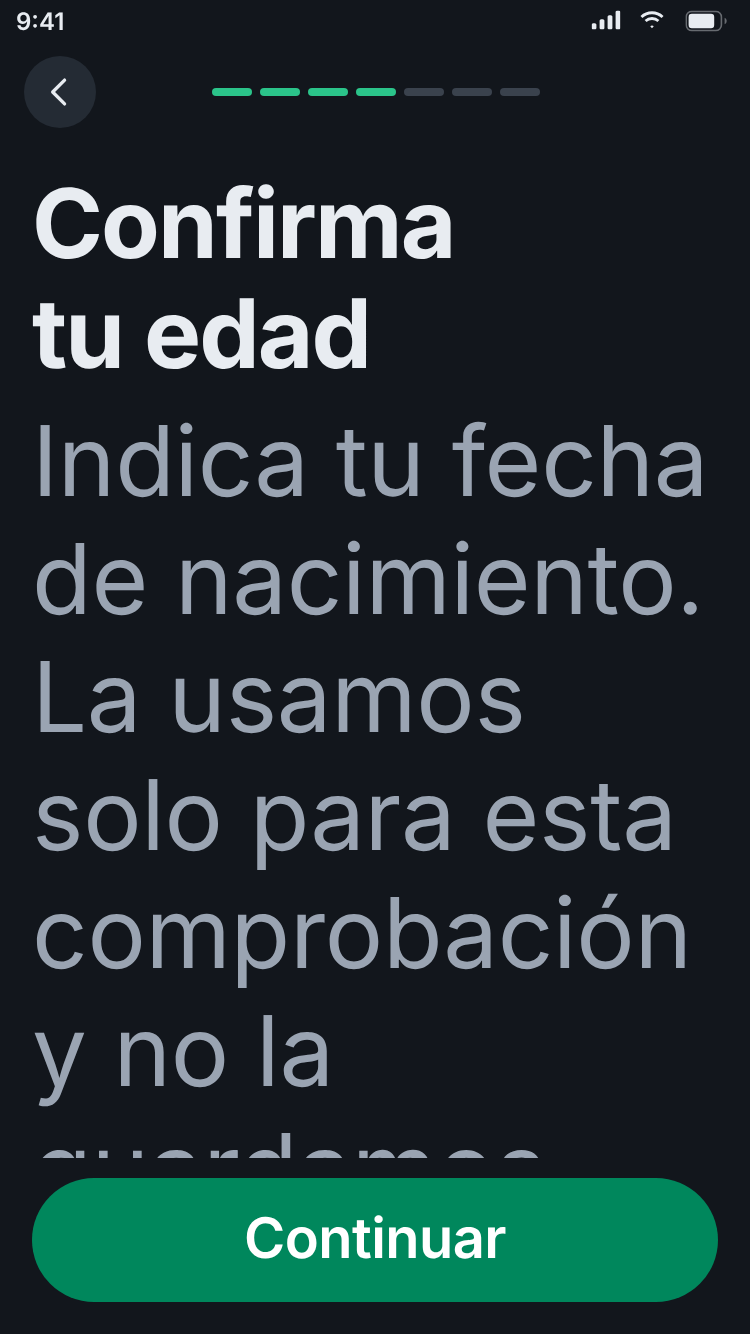 9:41
Confirma
tu edad
Indica tu fecha
de nacimiento.
La usamos
solo para esta
comprobación
y no la
Continuar